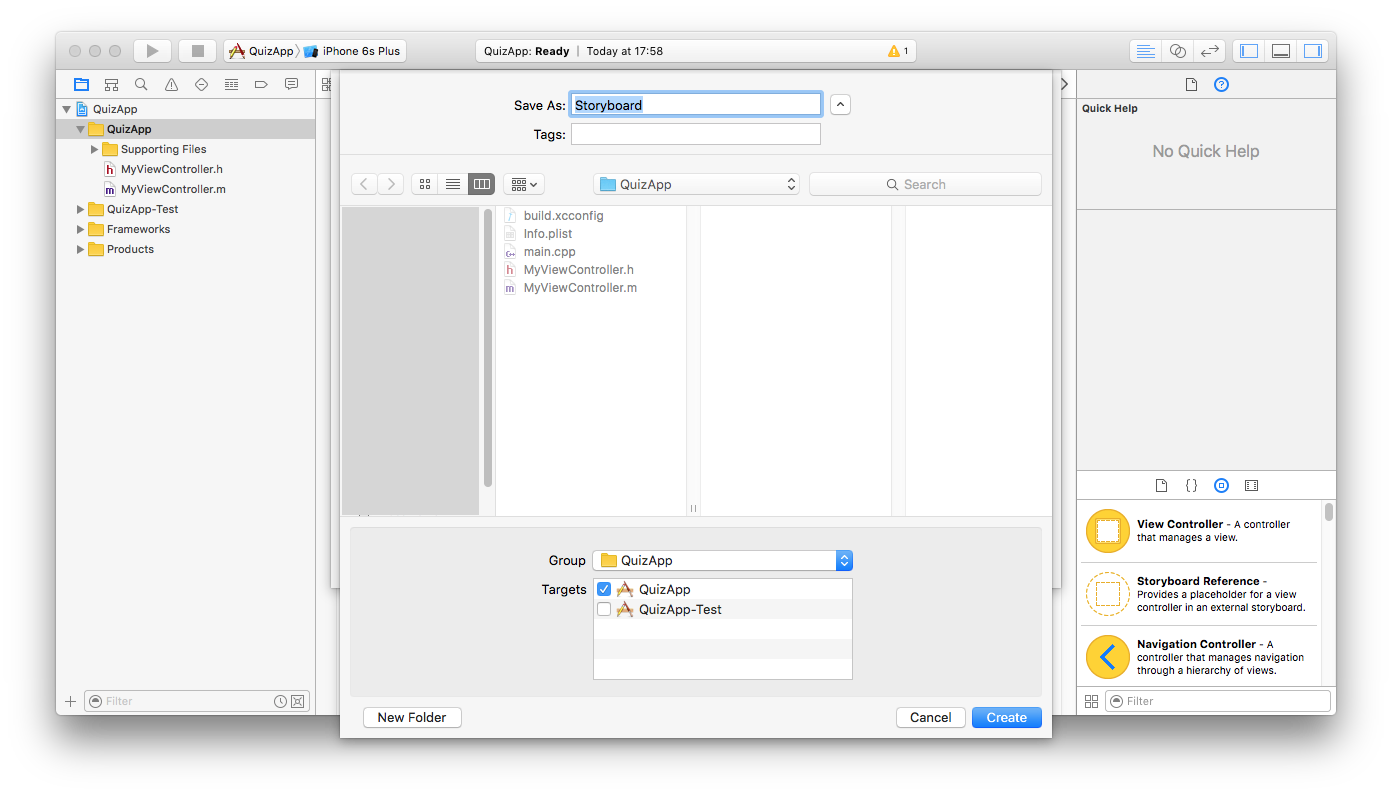 QuizApp
iPhone 6s Plus
QuizApp: Ready | Today at 17:58
1
QuizApp
QuizApp
Supporting Files
MyViewController.h
MyViewController.m
QuizApp-Test
Frameworks
Products
Filter
Save As: Storyboard
Tags:
QuizApp
Search
build.xcconfig
Info.plist
main.cpp
MyViewController.h
MyViewController.m
Group QuizApp
Targets QuizApp
QuizApp-Test
New Folder
Cancel
Create
Quick Help
No Quick Help
View Controller - A controller
that manages a view.
Storyboard Reference -
Provides a placeholder for a view
controller in an external storyboard.
Navigation Controller - A
controller that manages navigation
through a hierarchy of views.
Filter